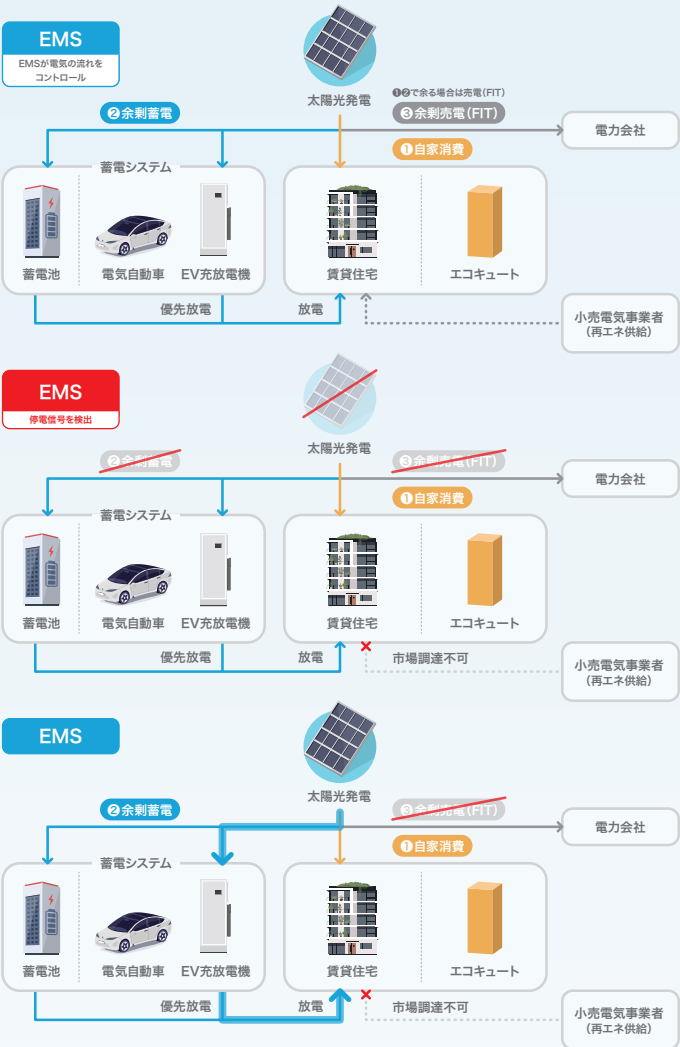 EMS
EMSが電気の流れを
コントロール
太陽光発電
❶❷で余る場合は売電(FIT)
❷余剰蓄電
❸余剰売電(FIT)
電力会社
❶自家消費
蓄電システム
蓄電池
電気自動車
EV充放電機
賃貸住宅
エコキュート
優先放電
放電
小売電気事業者
(再エネ供給)
EMS
停電信号を検出
太陽光発電
❷余剰蓄電
❸余剰売電(FIT)
電力会社
❶自家消費
蓄電システム
蓄電池
電気自動車
EV充放電機
賃貸住宅
エコキュート
優先放電
放電
市場調達不可
小売電気事業者
(再エネ供給)
EMS
太陽光発電
❷余剰蓄電
❸余剰売電(FIT)
電力会社
❶自家消費
蓄電システム
蓄電池
電気自動車
EV充放電機
賃貸住宅
エコキュート
優先放電
放電
市場調達不可
小売電気事業者
(再エネ供給)